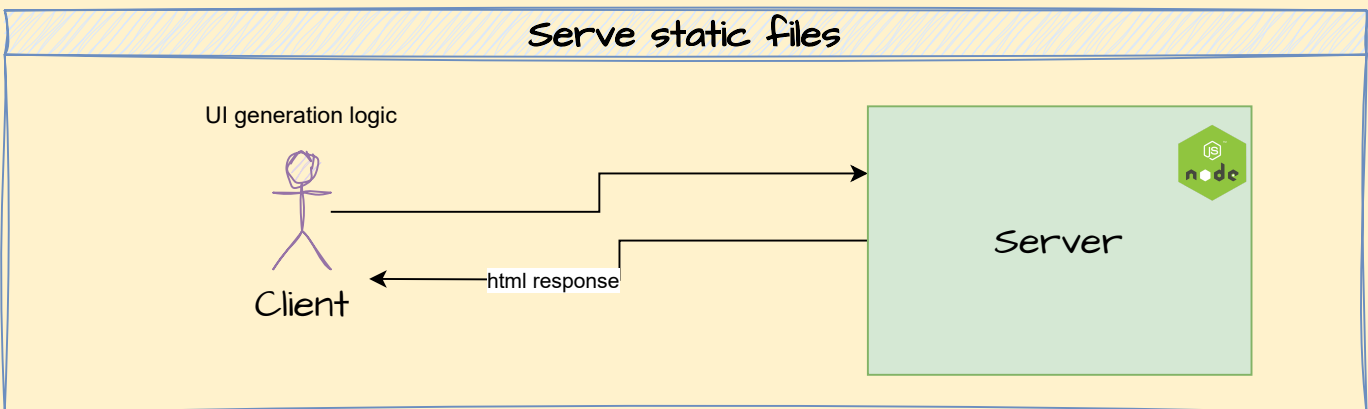 Serve static files
UI generation logic
JS
node
Server
html response
Client